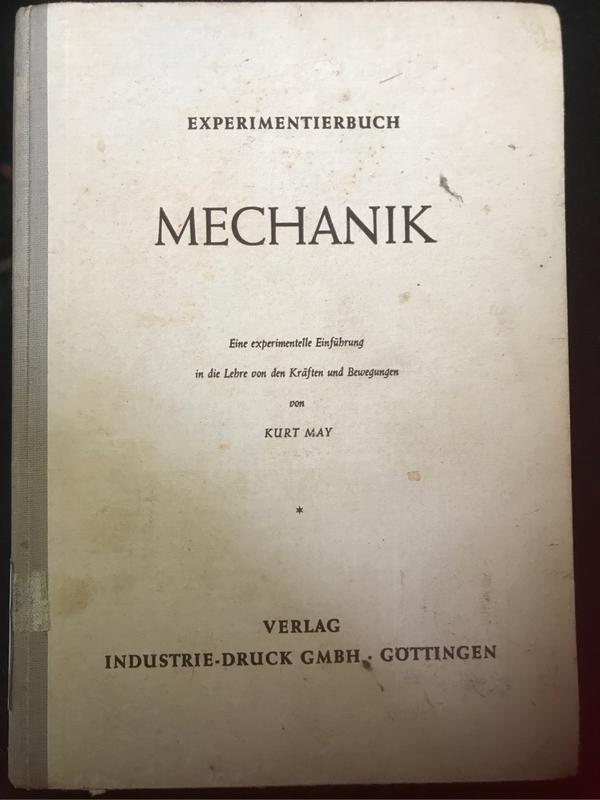 EXPERIMENTIERBUCH
MECHANIK
Eine experimentelle Einführung
in die Lehre von den Kräften und Bewegungen
von
KURT MAY
*
VERLAG
INDUSTRIE-DRUCK GMBH · GÖTTINGEN